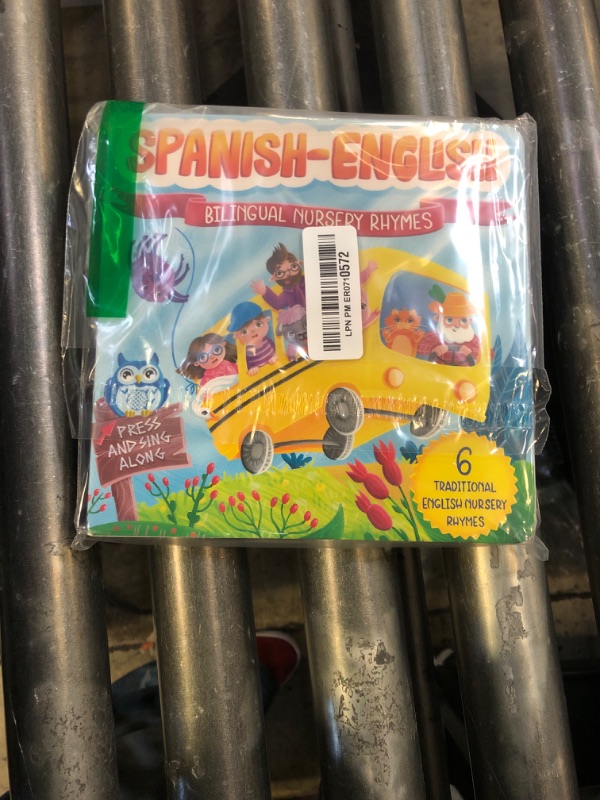 SPANISH-ENGLISH
BILINGUAL NURSERY RHYMES
LPN PM ER0710572
PRESS
AND SING
ALONG
6
TRADITIONAL
ENGLISH NURSERY
RHYMES